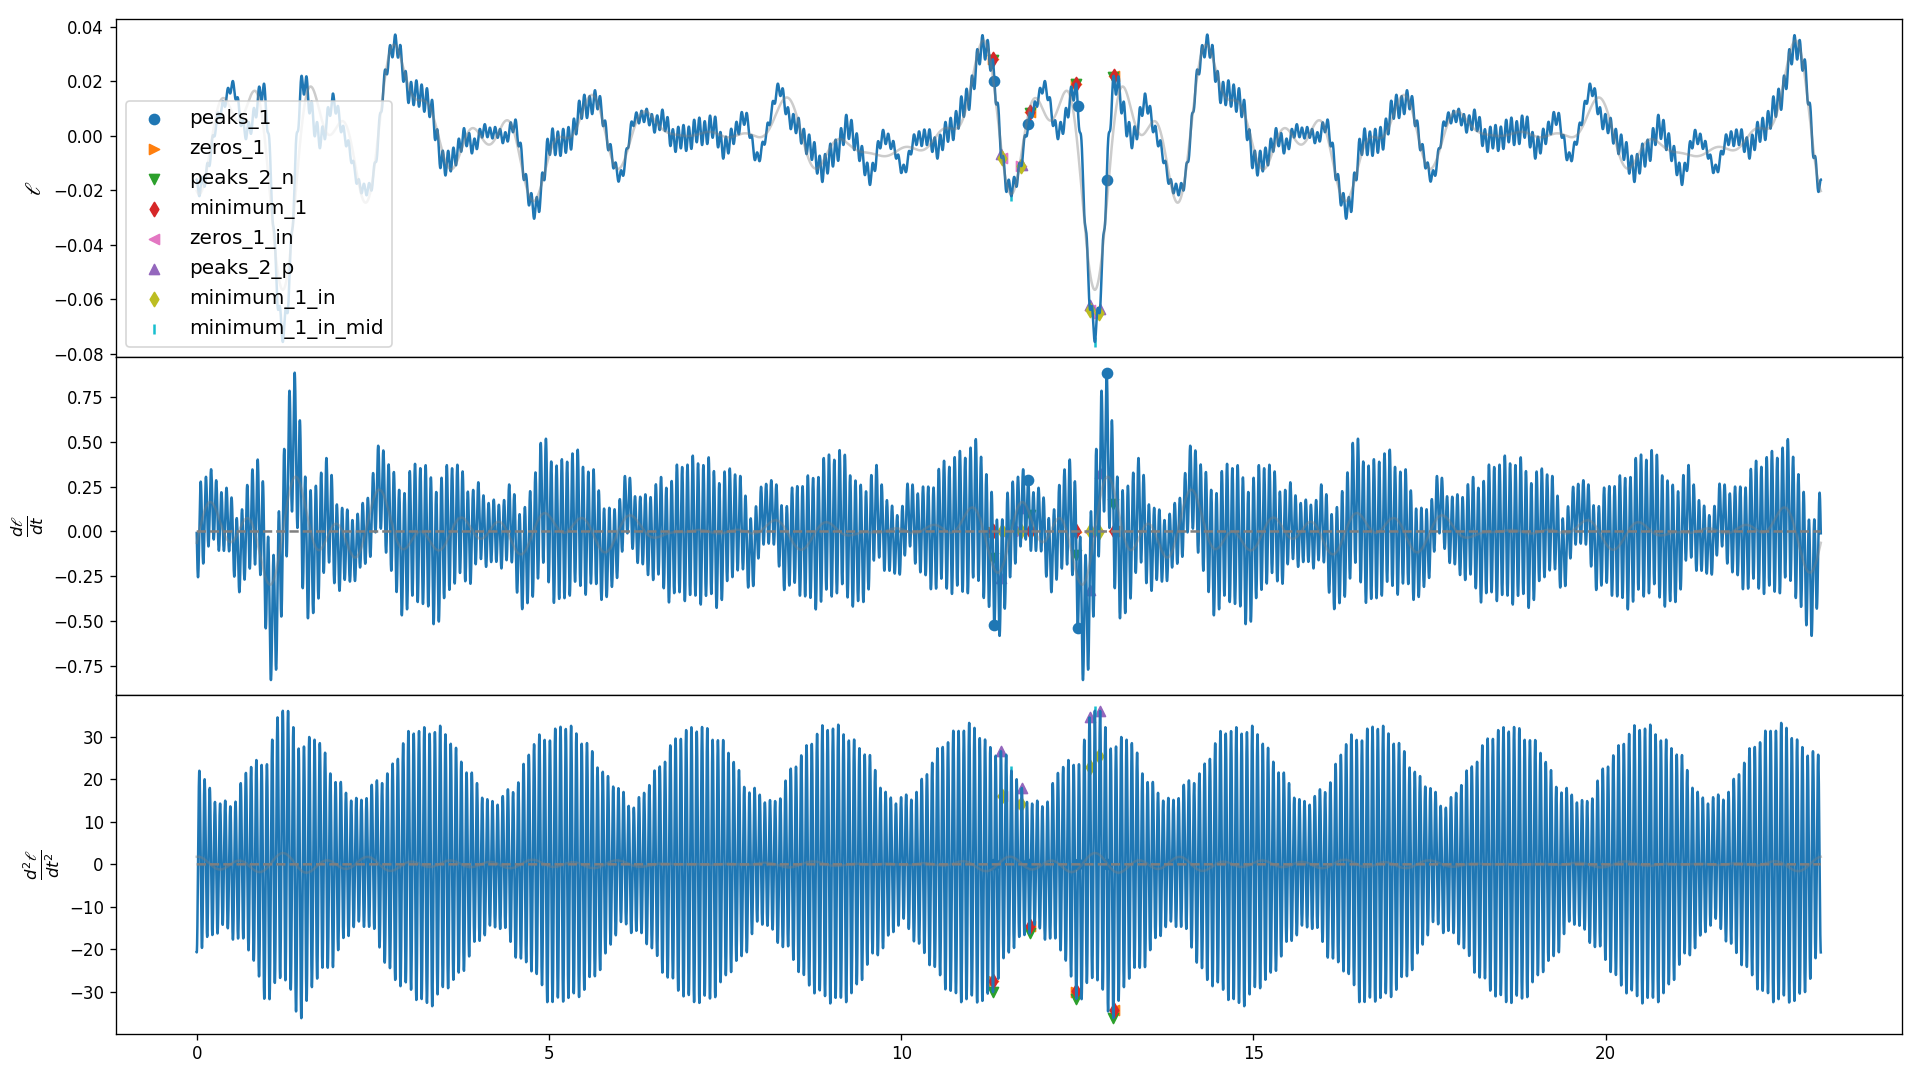 0.04
0.02
0.00
−0.02
−0.04
−0.06
−0.08
ℓ
peaks_1
zeros_1
peaks_2_n
minimum_1
zeros_1_in
peaks_2_p
minimum_1_in
minimum_1_in_mid
0.75
0.50
0.25
0.00
−0.25
−0.50
−0.75
dℓ
dt
30
20
10
0
−10
−20
−30
d²ℓ
dt²
0 5 10 15 20